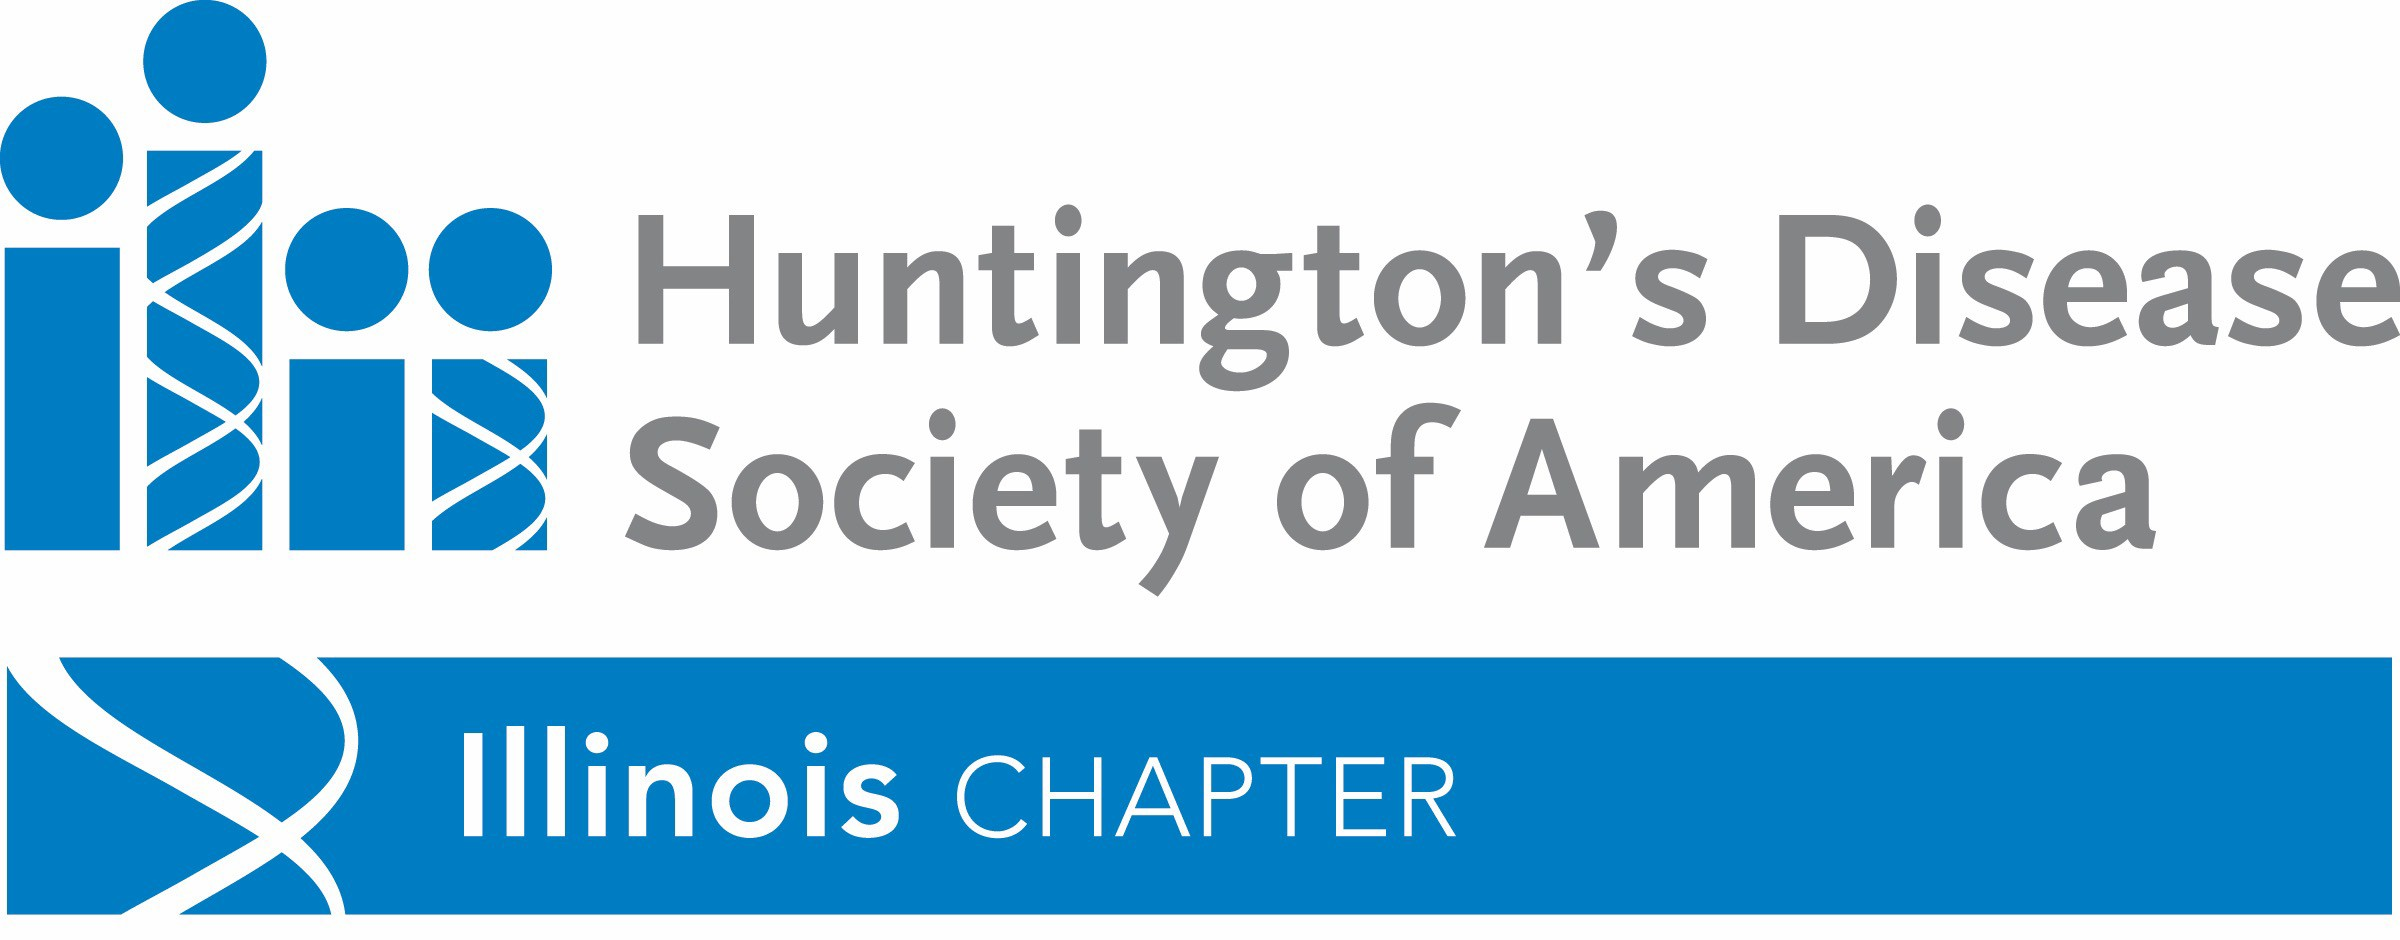 Huntington’s Disease
Society of America
Illinois CHAPTER